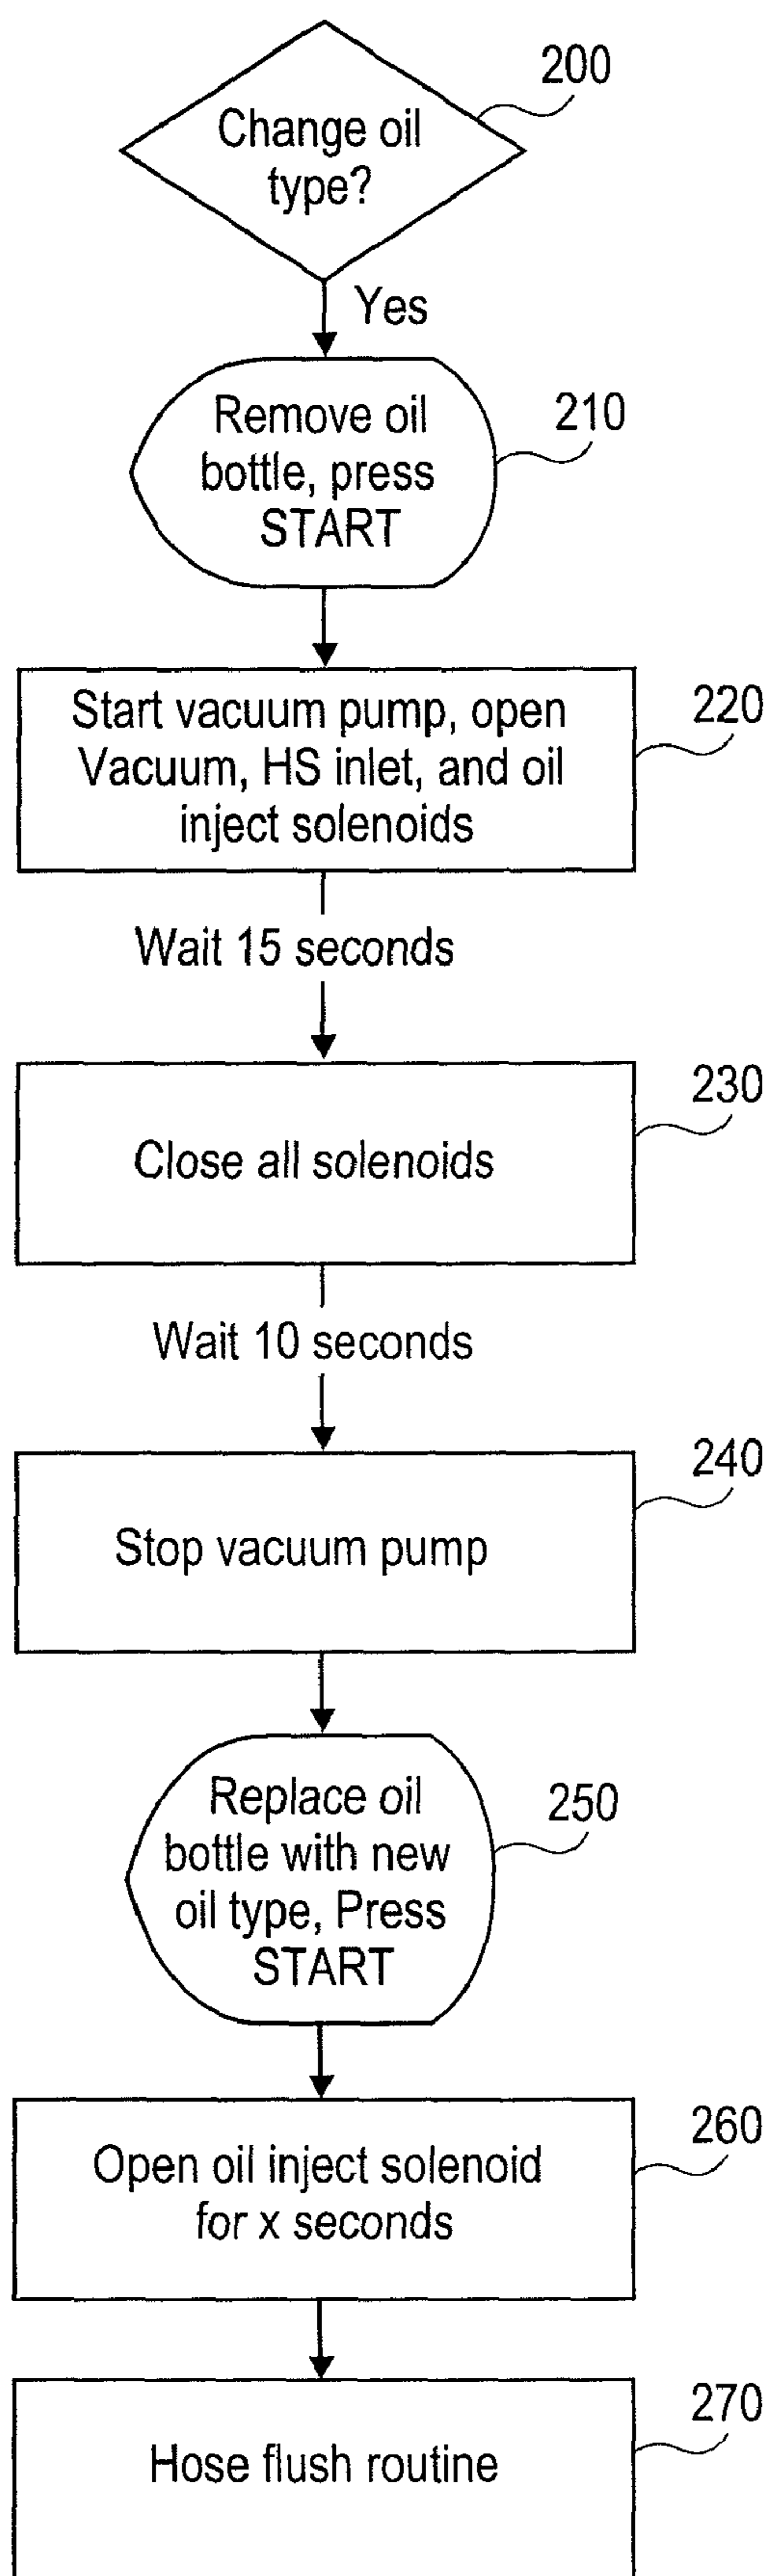 200
Change oil
type?
Yes
210
Remove oil
bottle, press
START
220
Start vacuum pump, open
Vacuum, HS inlet, and oil
inject solenoids
Wait 15 seconds
230
Close all solenoids
Wait 10 seconds
240
Stop vacuum pump
250
Replace oil
bottle with new
oil type, Press
START
260
Open oil inject solenoid
for x seconds
270
Hose flush routine